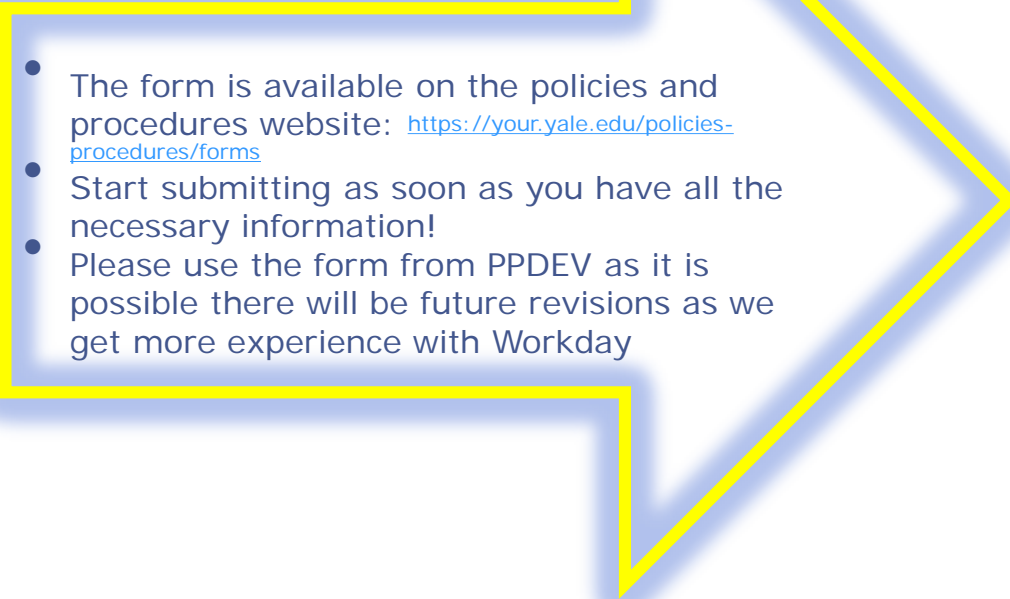 • The form is available on the policies and
procedures website: https://your.yale.edu/policies-
procedures/forms
• Start submitting as soon as you have all the
necessary information!
• Please use the form from PPDEV as it is
possible there will be future revisions as we
get more experience with Workday